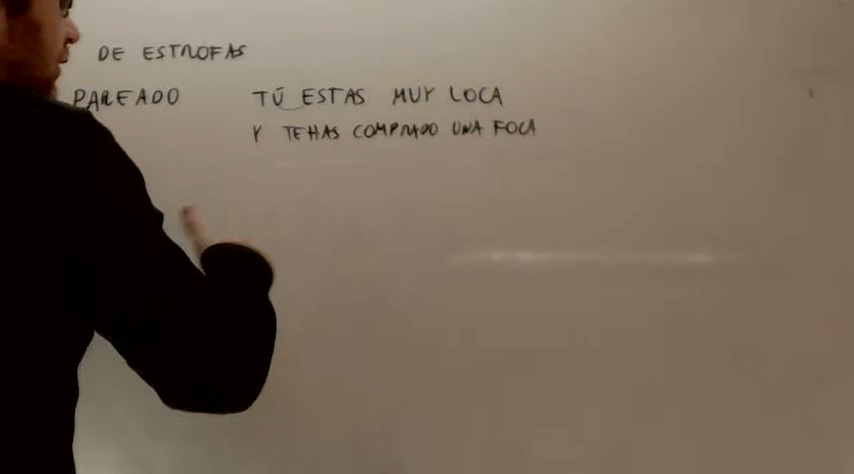 DE ESTROFAS
PAREADO TÚ ESTAS MUY LOCA
Y TEHAS COMPRADO UNA FOCA